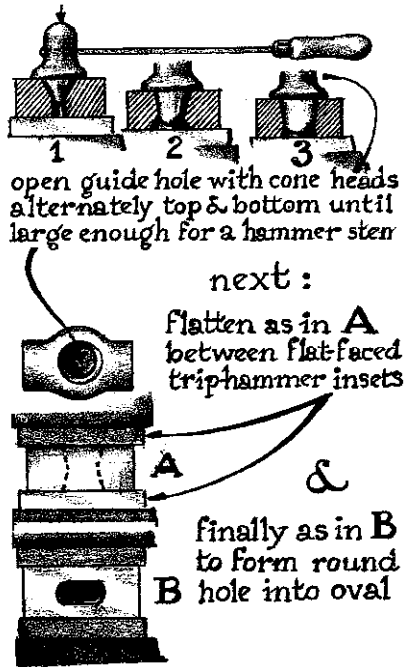 1 2 3
open guide hole with cone heads
alternately top & bottom until
large enough for a hammer stem
next:
flatten as in A
between flat-faced
trip-hammer insets
A
&
finally as in B
to form round
B hole into oval